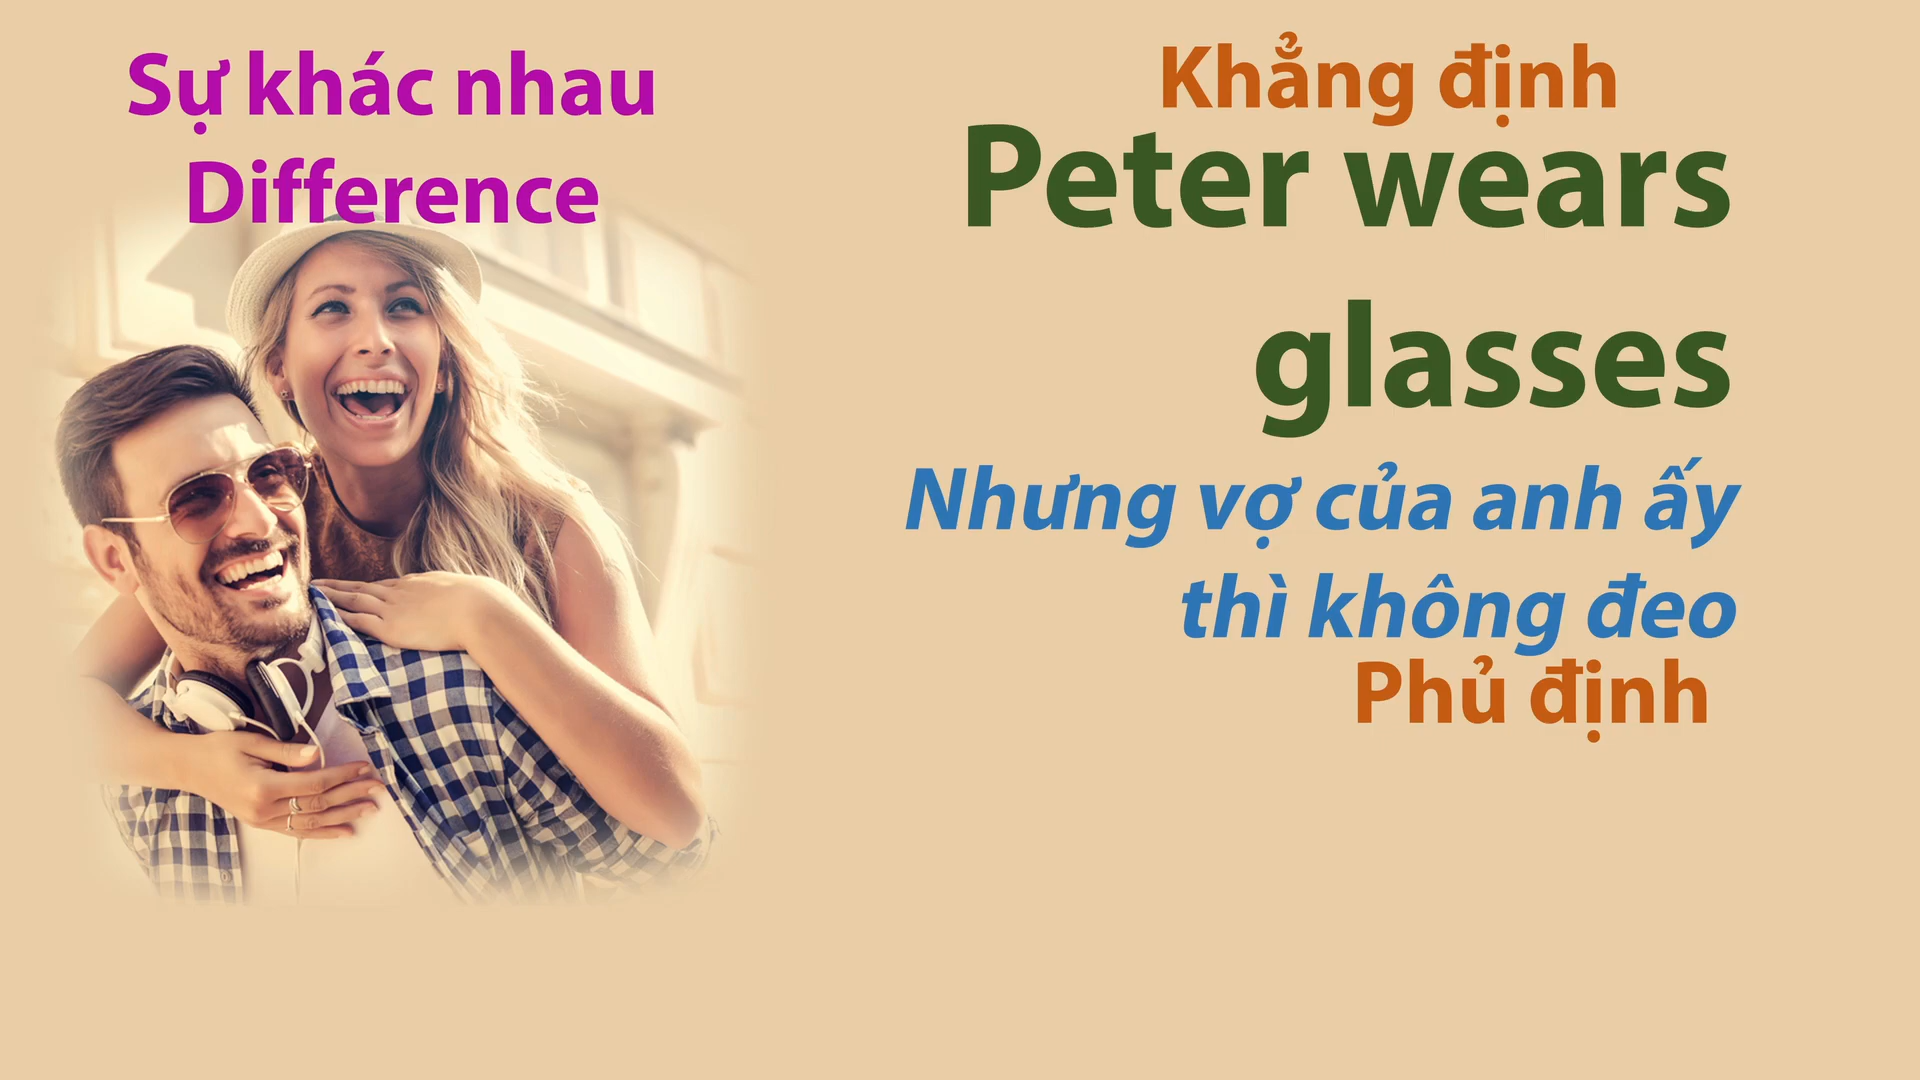 Sự khác nhau
Difference
Khẳng định
Peter wears
glasses
Nhưng vợ của anh ấy
thì không đeo
Phủ định